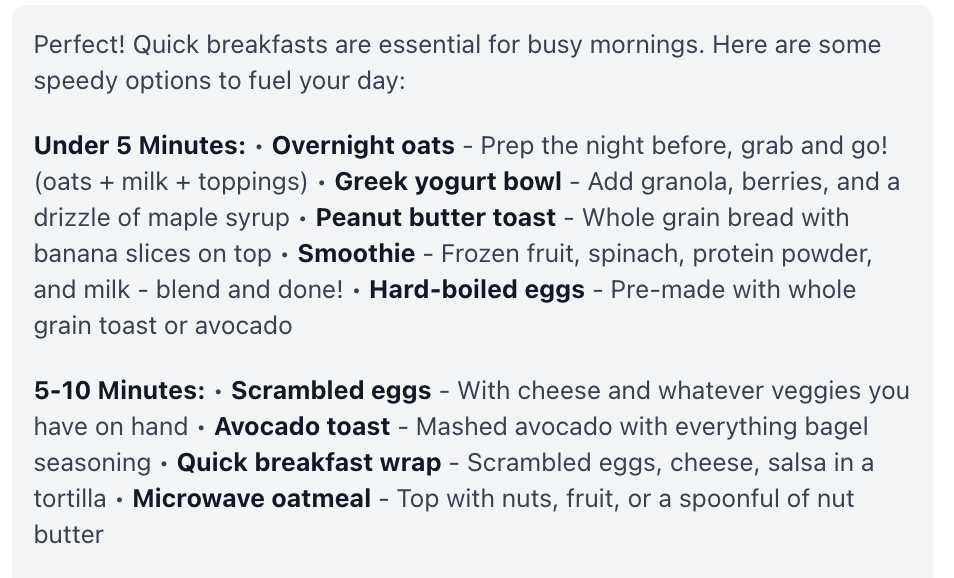 Perfect! Quick breakfasts are essential for busy mornings. Here are some
speedy options to fuel your day:
Under 5 Minutes: • Overnight oats - Prep the night before, grab and go!
(oats + milk + toppings) • Greek yogurt bowl - Add granola, berries, and a
drizzle of maple syrup • Peanut butter toast - Whole grain bread with
banana slices on top • Smoothie - Frozen fruit, spinach, protein powder,
and milk - blend and done! • Hard-boiled eggs - Pre-made with whole
grain toast or avocado
5-10 Minutes: • Scrambled eggs - With cheese and whatever veggies you
have on hand • Avocado toast - Mashed avocado with everything bagel
seasoning • Quick breakfast wrap - Scrambled eggs, cheese, salsa in a
tortilla • Microwave oatmeal - Top with nuts, fruit, or a spoonful of nut
butter